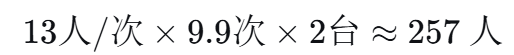 13人/次 × 9.9次 × 2台 ≈ 257 人